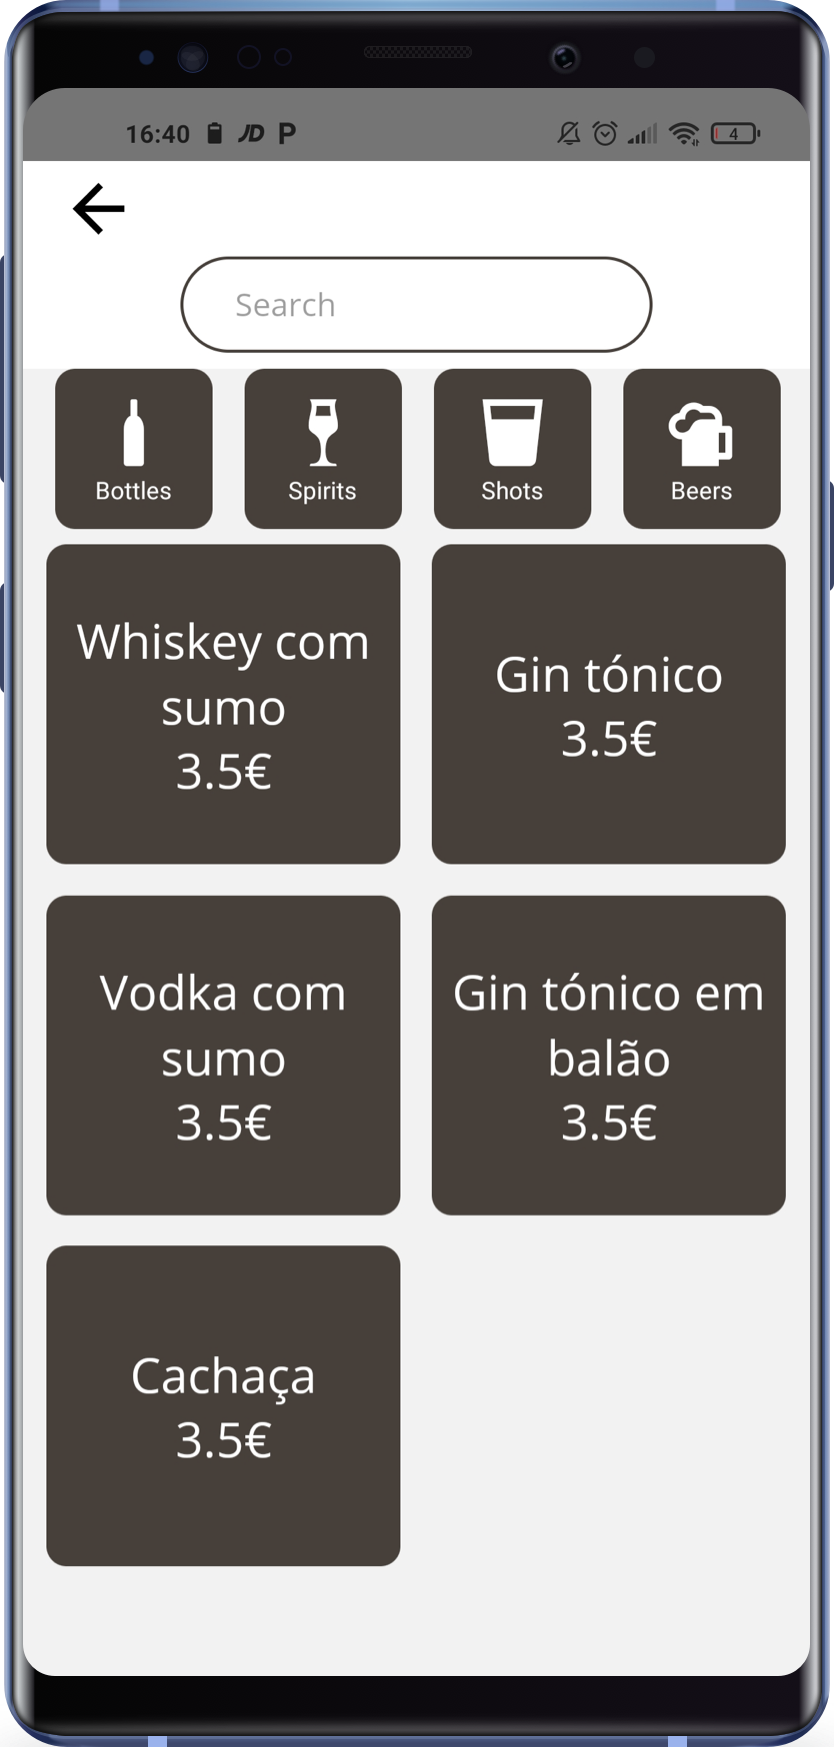 16:40 JD P 4
Search
Bottles Spirits Shots Beers
Whiskey com
sumo
3.5€
Gin tónico
3.5€
Vodka com
sumo
3.5€
Gin tónico em
balão
3.5€
Cachaça
3.5€